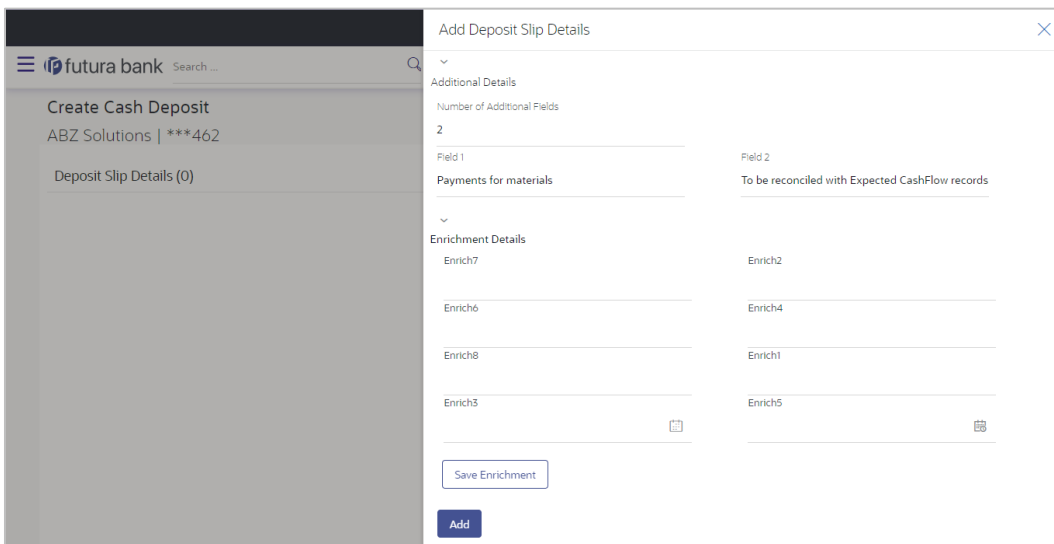 Add Deposit Slip Details
futura bank Search ...
Create Cash Deposit
ABZ Solutions | ***462
Deposit Slip Details (0)
Additional Details
Number of Additional Fields
2
Field 1 Field 2
Payments for materials To be reconciled with Expected CashFlow records
Enrichment Details
Enrich7 Enrich2
Enrich6 Enrich4
Enrich8 Enrich1
Enrich3 Enrich5
Save Enrichment
Add